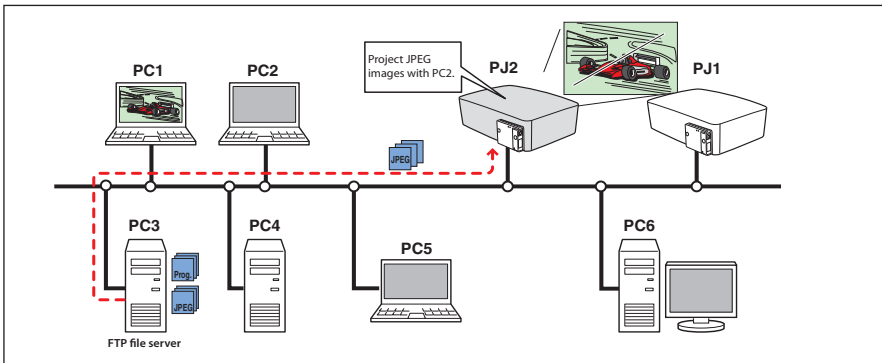 PC1
PC2
Project JPEG
images with PC2.
PJ2
PJ1
JPEG
PC3
Prog.
JPEG
FTP file server
PC4
PC5
PC6